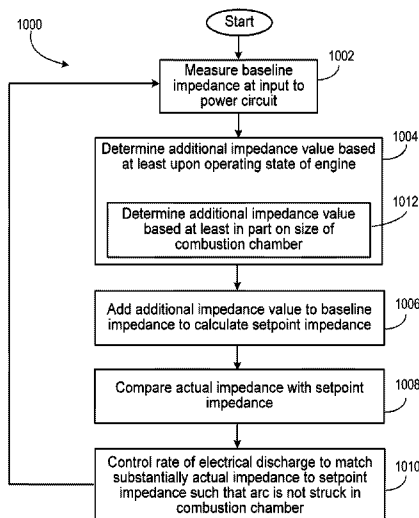 Start
1000
Measure baseline
impedance at input to
power circuit
1002
Determine additional impedance value based
at least upon operating state of engine
1004
Determine additional impedance value
based at least in part on size of
combustion chamber
1012
Add additional impedance value to baseline
impedance to calculate setpoint impedance
1006
Compare actual impedance with setpoint
impedance
1008
Control rate of electrical discharge to match
substantially actual impedance to setpoint
impedance such that arc is not struck in
combustion chamber
1010